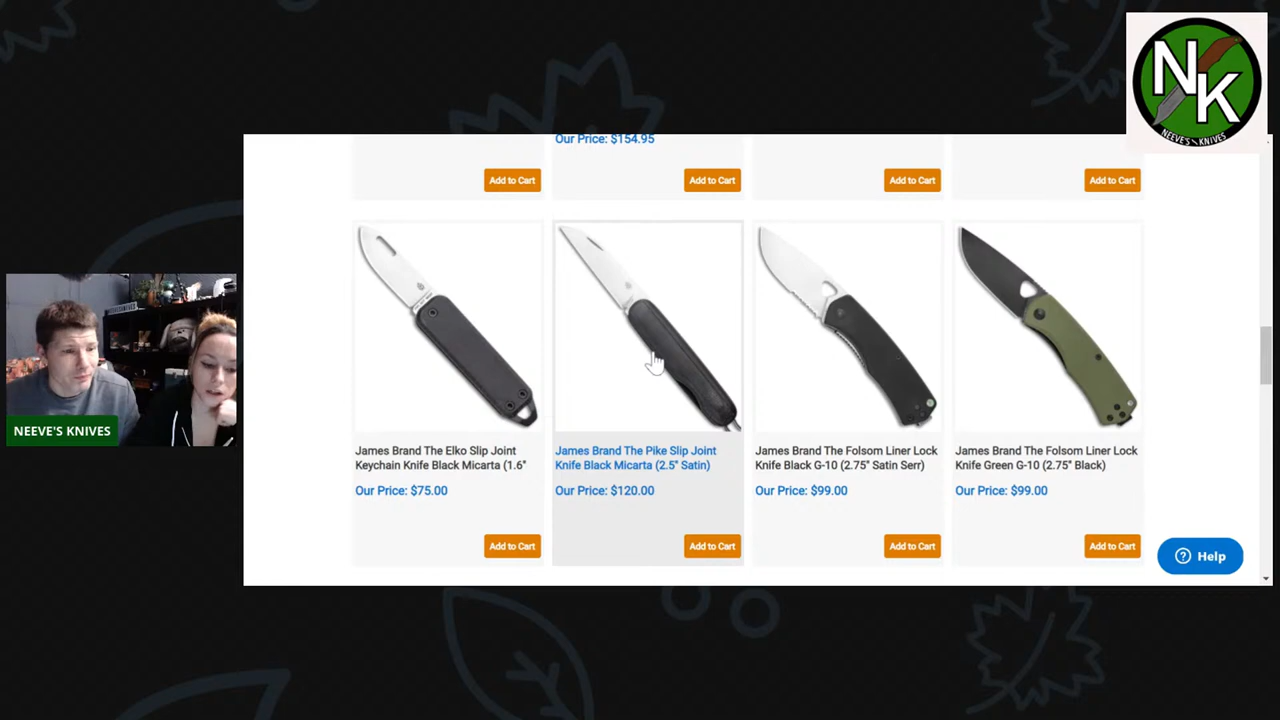 N
K
NEEVE'S KNIVES
Our Price: $154.95
Add to Cart
Add to Cart
Add to Cart
Add to Cart
James Brand The Elko Slip Joint
Keychain Knife Black Micarta (1.6"
Our Price: $75.00
Add to Cart
James Brand The Pike Slip Joint
Knife Black Micarta (2.5" Satin)
Our Price: $120.00
Add to Cart
James Brand The Folsom Liner Lock
Knife Black G-10 (2.75" Satin Serr)
Our Price: $99.00
Add to Cart
James Brand The Folsom Liner Lock
Knife Green G-10 (2.75" Black)
Our Price: $99.00
Add to Cart
? Help
NEEVE'S KNIVES